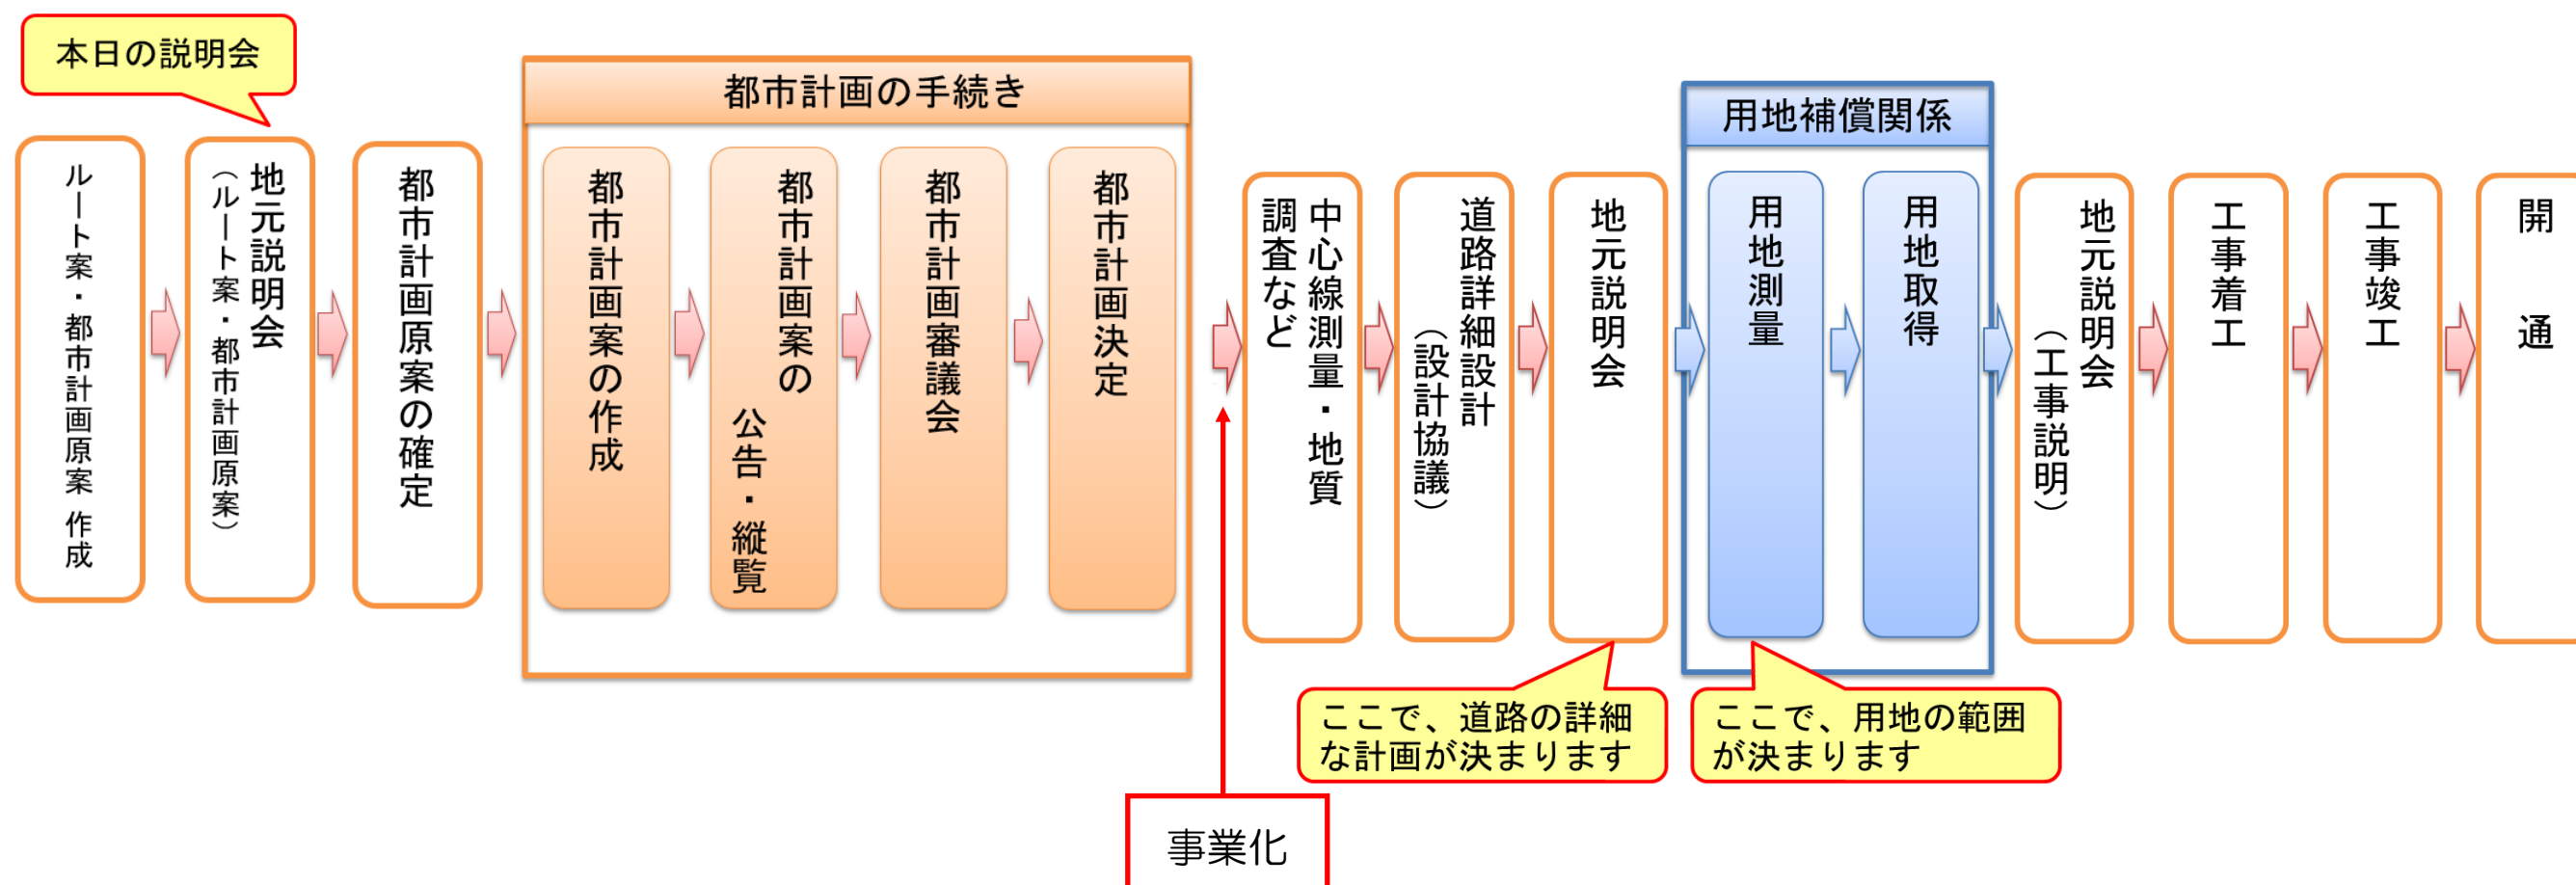 本日の説明会
ルート案・都市計画原案 作成
地元説明会
（ルート案・都市計画原案）
都市計画原案の確定
都市計画の手続き
都市計画案の作成
都市計画案の
公告・縦覧
都市計画審議会
都市計画決定
事業化
中心線測量・地質
調査など
道路詳細設計
（設計協議）
地元説明会
ここで、道路の詳細
な計画が決まります
用地補償関係
用地測量
用地取得
ここで、用地の範囲
が決まります
地元説明会
（工事説明）
工事着工
工事竣工
開　通